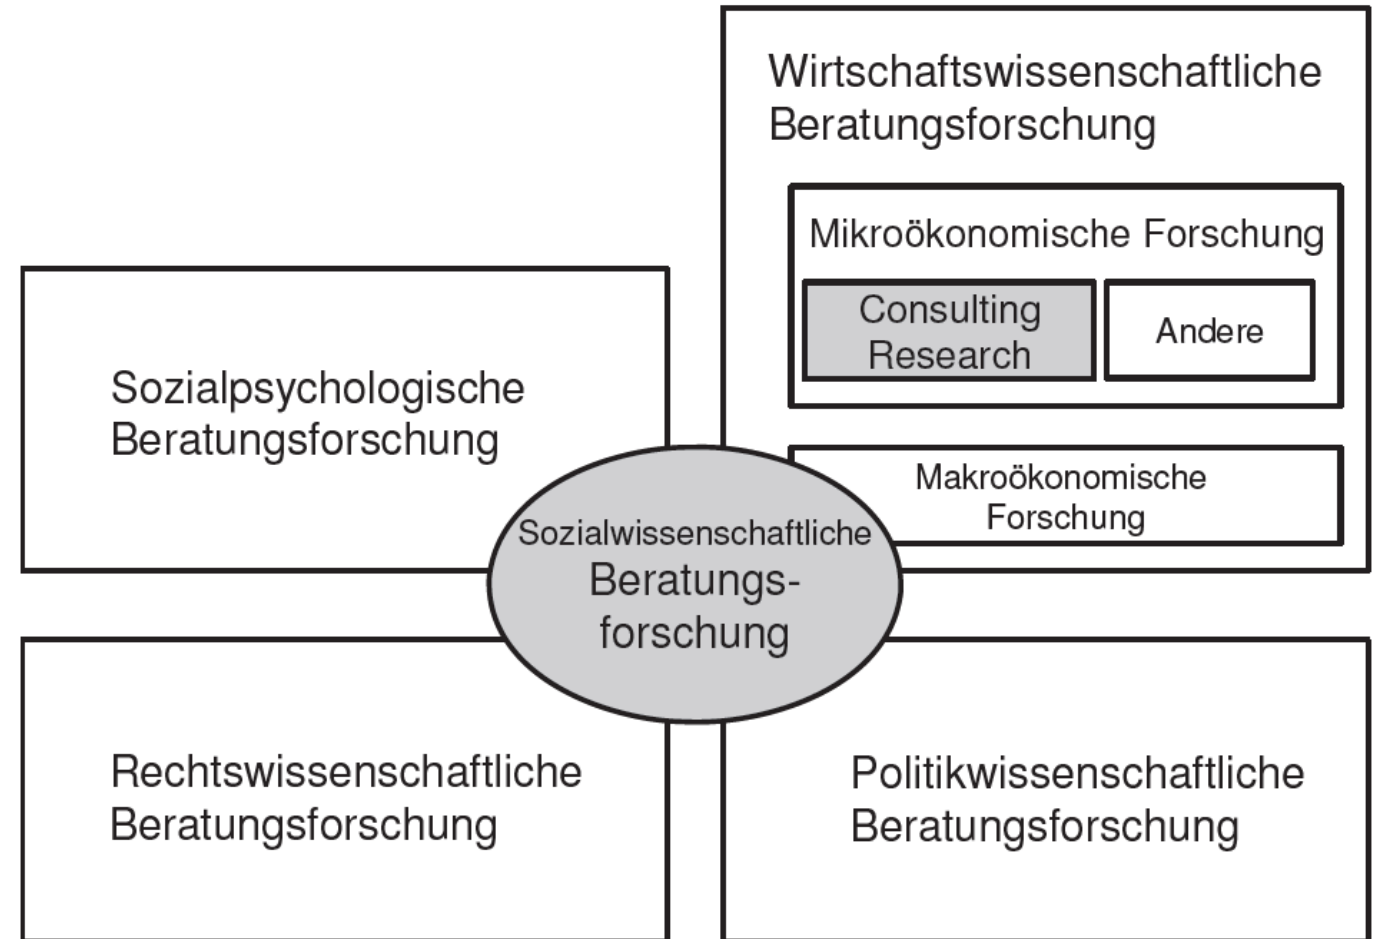 Wirtschaftswissenschaftliche
Beratungsforschung
Mikroökonomische Forschung
Consulting
Research
Andere
Makroökonomische
Forschung
Sozialpsychologische
Beratungsforschung
Sozialwissenschaftliche
Beratungs-
forschung
Rechtswissenschaftliche
Beratungsforschung
Politikwissenschaftliche
Beratungsforschung